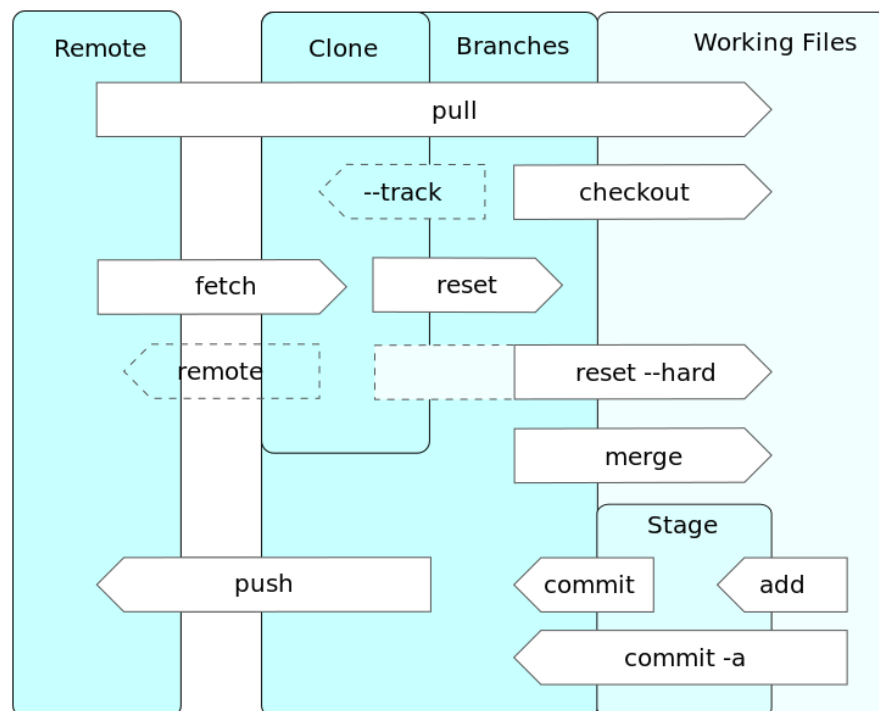 Remote
Clone
Branches
Working Files
pull
--track
checkout
fetch
reset
remote
reset --hard
merge
Stage
push
commit
add
commit -a